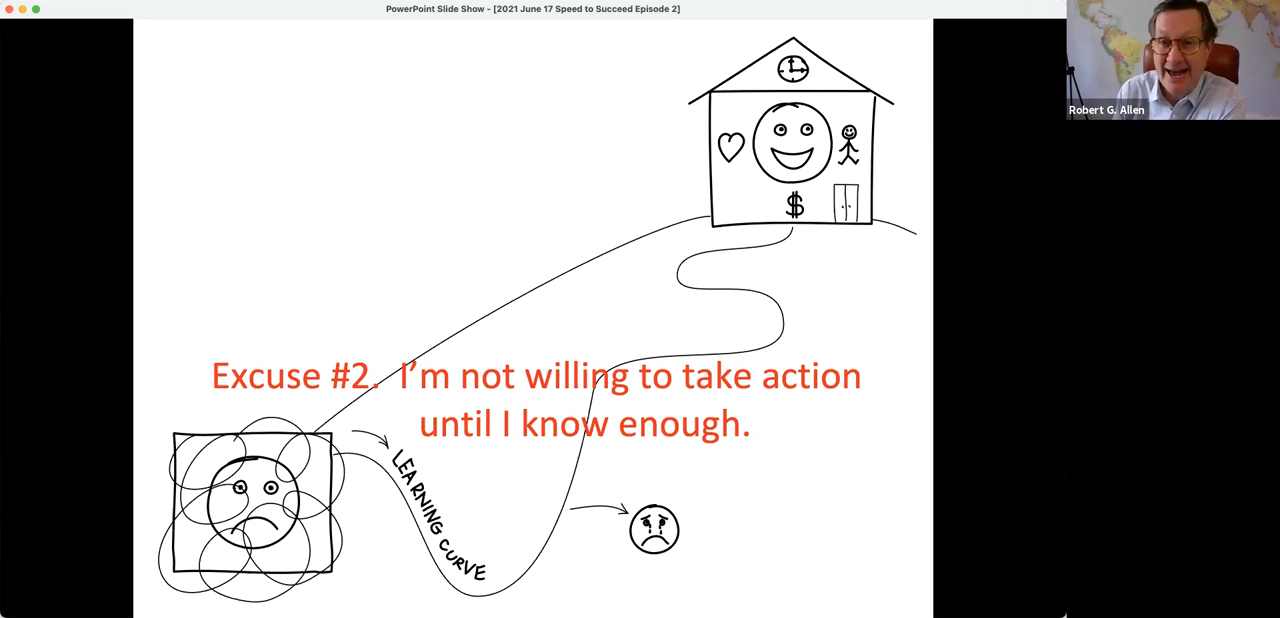 PowerPoint Slide Show - [2021 June 17 Speed to Succeed Episode 2]
Robert G. Allen
$
Excuse #2. I'm not willing to take action
until I know enough.
LEARNING CURVE